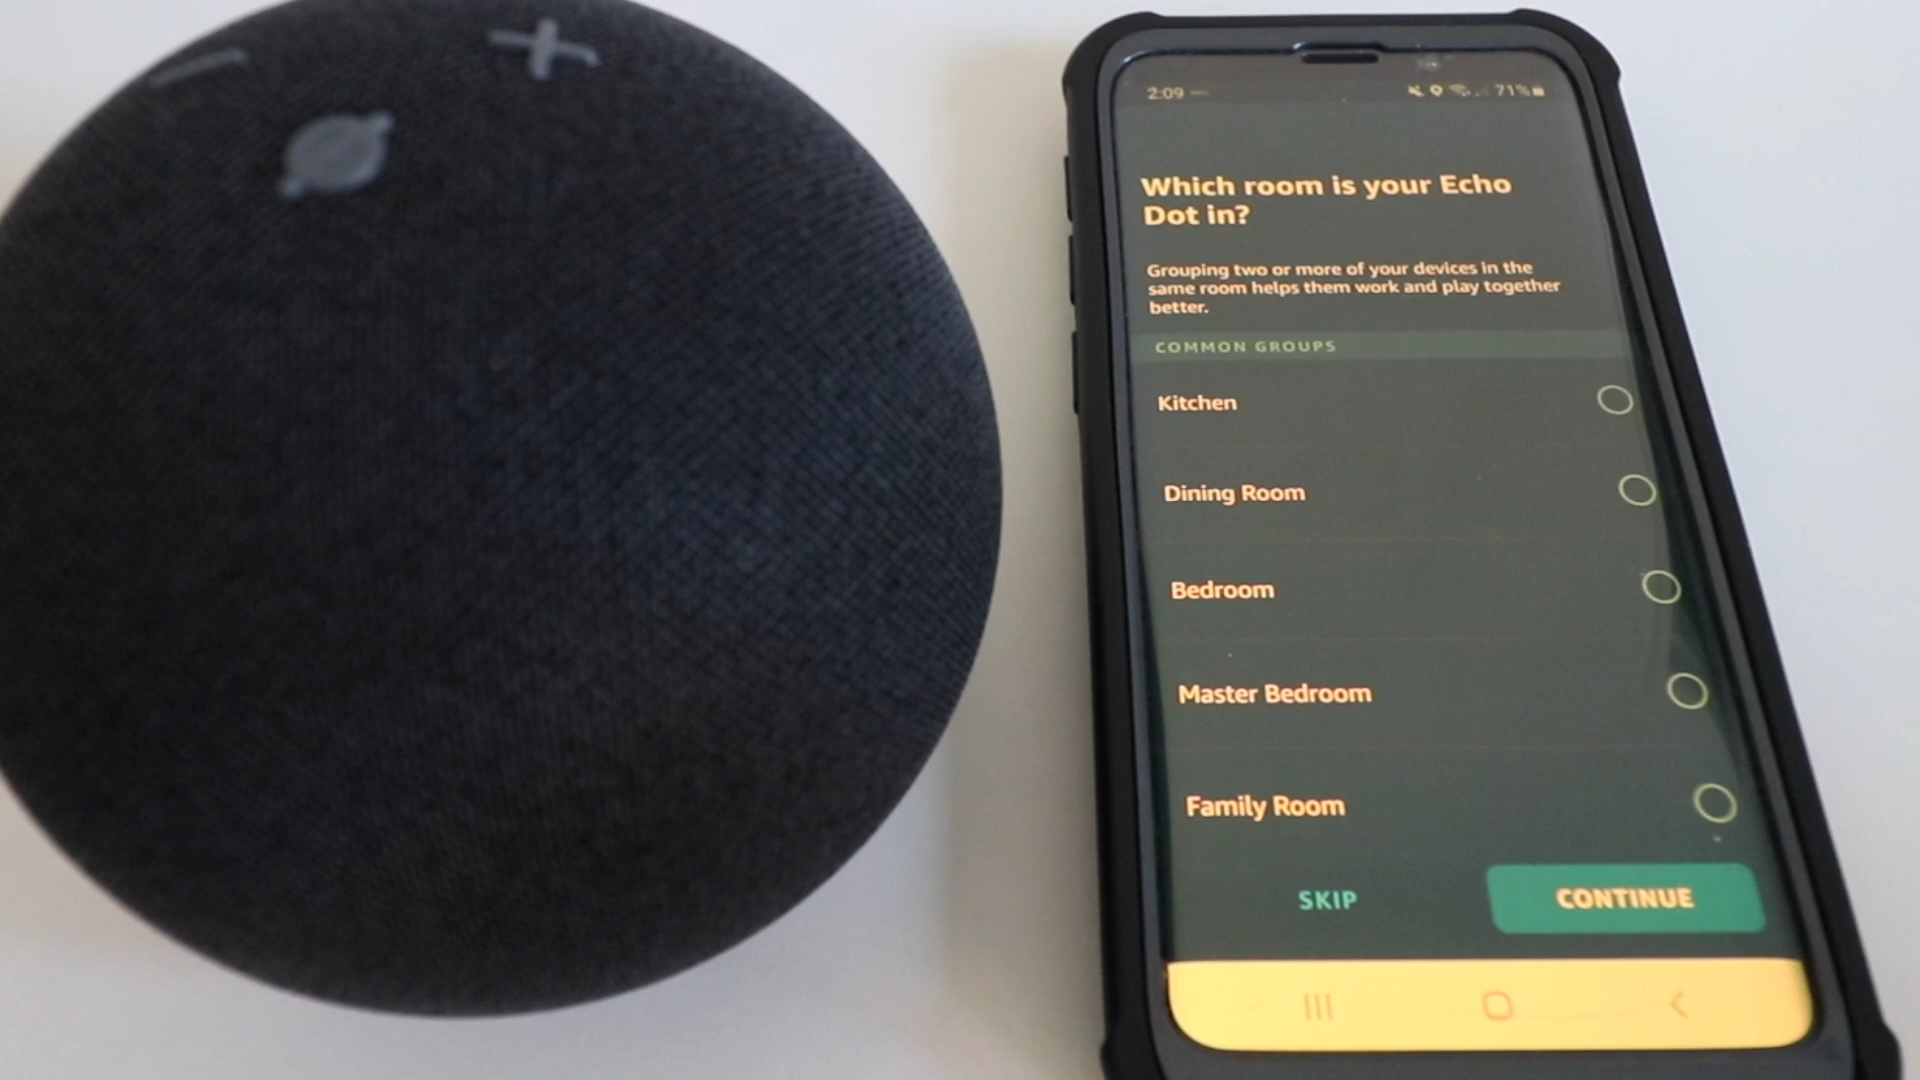 2:09
71%
Which room is your Echo
Dot in?
Grouping two or more of your devices in the
same room helps them work and play together
better.
COMMON GROUPS
Kitchen
Dining Room
Bedroom
Master Bedroom
Family Room
SKIP
CONTINUE